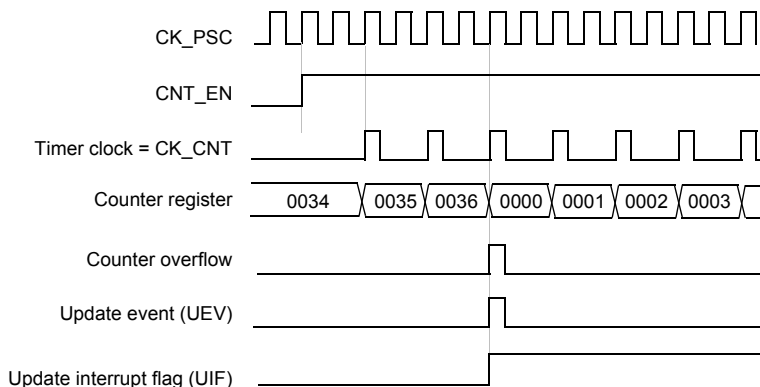 CK_PSC
CNT_EN
Timer clock = CK_CNT
Counter register 0034 0035 0036 0000 0001 0002 0003
Counter overflow
Update event (UEV)
Update interrupt flag (UIF)